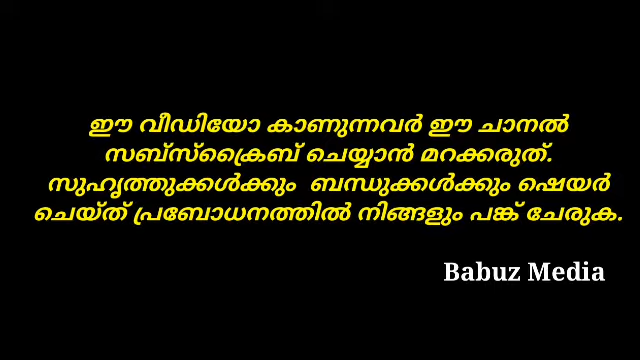 ഈ വീഡിയോ കാണുന്നവർ ഈ ചാനൽ
സബ്സ്ക്രൈബ് ചെയ്യാൻ മറക്കരുത്.
സുഹൃത്തുക്കൾക്കും ബന്ധുക്കൾക്കും ഷെയർ
ചെയ്ത് പ്രബോധനത്തിൽ നിങ്ങളും പങ്ക് ചേരുക.
Babuz Media